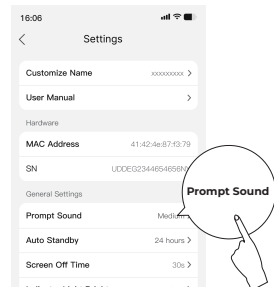 16:06
Settings
Customize Name xxxxxxxxx
User Manual
Hardware
MAC Address 41:42:4e:87:f3:79
SN UDDEG2344654656N
General Settings
Prompt Sound Medium
Prompt Sound
Auto Standby 24 hours
Screen Off Time 30s